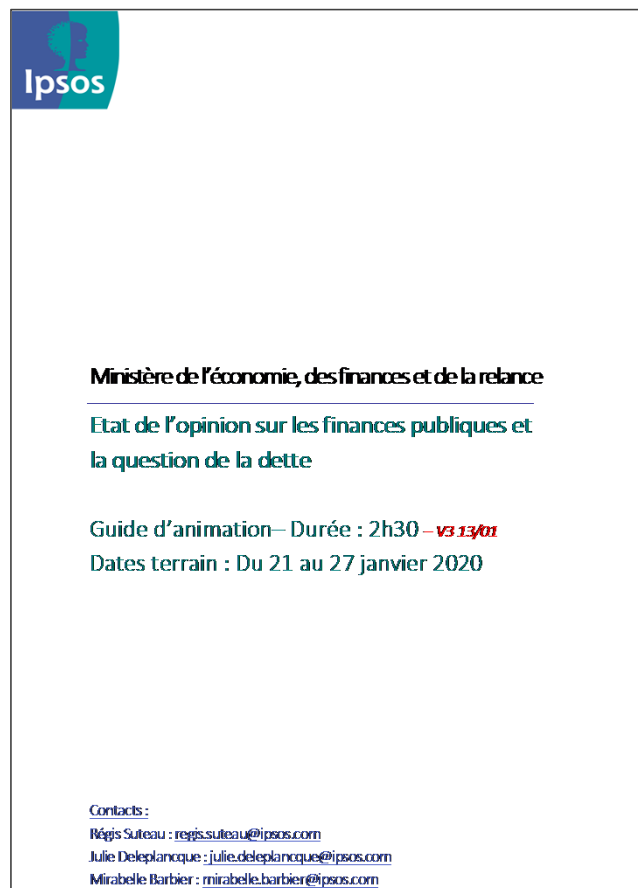 Ipsos
Ministère de l'économie, des finances et de la relance
Etat de l'opinion sur les finances publiques et
la question de la dette
Guide d'animation– Durée : 2h30 – V3 13/01
Dates terrain : Du 21 au 27 janvier 2020
Contacts :
Régis Suteau : regis.suteau@ipsos.com
Julie Deleplancque : julie.deleplancque@ipsos.com
Mirabelle Barbier : mirabelle.barbier@ipsos.com